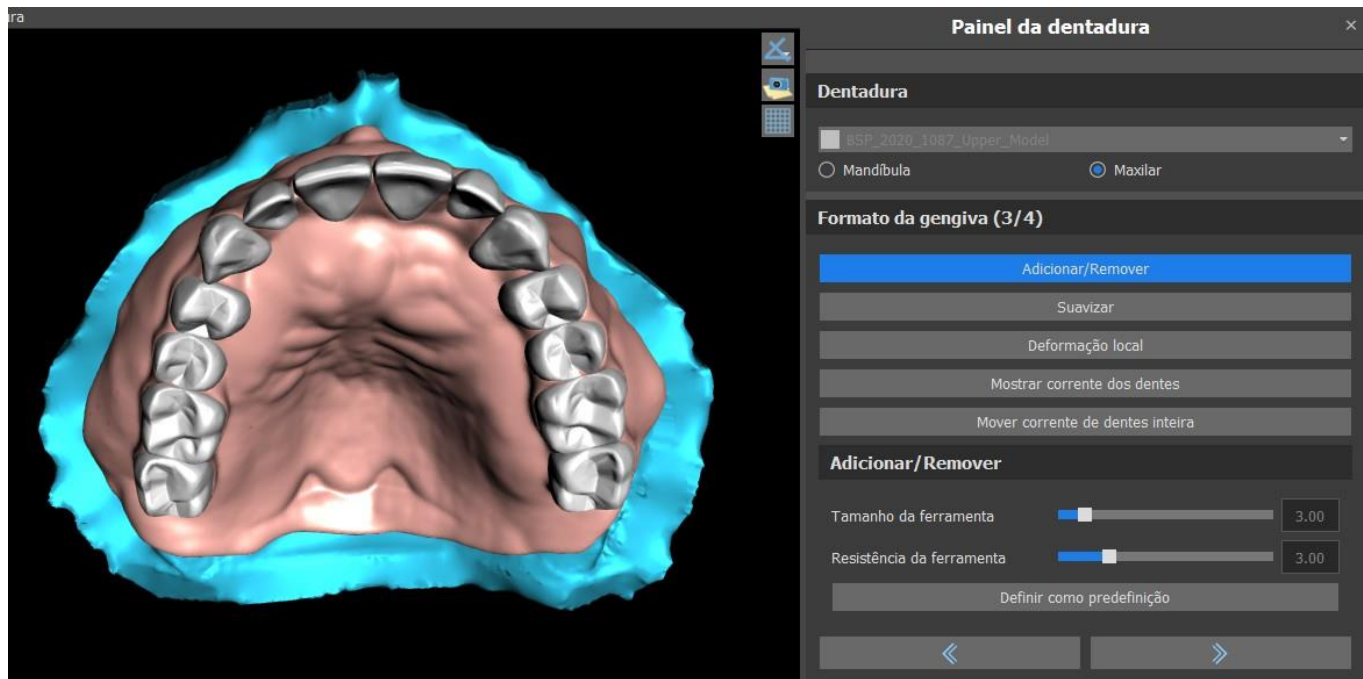 ura
Painel da dentadura
×
Dentadura
BSP_2020_1087_Upper_Model
Mandíbula
Maxilar
Formato da gengiva (3/4)
Adicionar/Remover
Suavizar
Deformação local
Mostrar corrente dos dentes
Mover corrente de dentes inteira
Adicionar/Remover
Tamanho da ferramenta 3.00
Resistência da ferramenta 3.00
Definir como predefinição